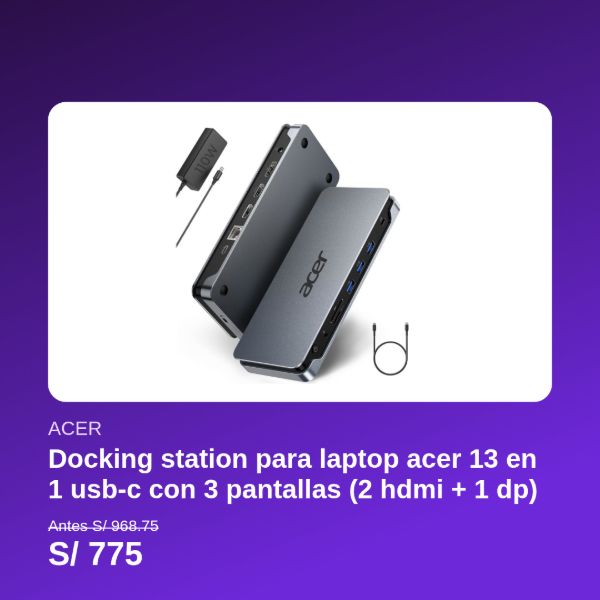 110W
acer
ACER
Docking station para laptop acer 13 en
1 usb-c con 3 pantallas (2 hdmi + 1 dp)
Antes S/ 968.75
S/ 775